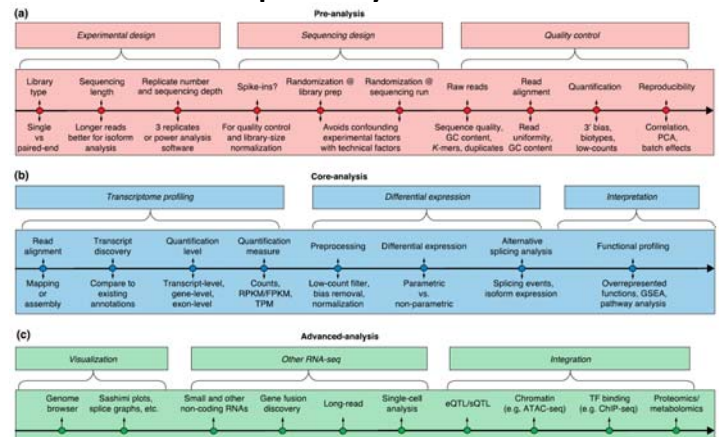 (a)
Pre-analysis
Experimental design
Sequencing design
Quality control
Library
type
Sequencing
length
Replicate number
and sequencing depth
Spike-ins?
Randomization @
library prep
Randomization @
sequencing run
Raw reads
Read
alignment
Quantification
Reproducibility
Single
vs
paired-end
Longer reads
better for isoform
analysis
3 replicates
or power analysis
software
For quality control
and library-size
normalization
Avoids confounding
experimental factors
with technical factors
Sequence quality,
GC content,
K-mers, duplicates
Read
uniformity,
GC content
3' bias,
biotypes,
low-counts
Correlation,
PCA,
batch effects
(b)
Core-analysis
Transcriptome profiling
Differential expression
Interpretation
Read
alignment
Transcript
discovery
Quantification
level
Quantification
measure
Preprocessing
Differential expression
Alternative
splicing analysis
Functional profiling
Mapping
or
assembly
Compare to
existing
annotations
Transcript-level,
gene-level,
exon-level
Counts,
RPKM/FPKM,
TPM
Low-count filter,
bias removal,
normalization
Parametric
vs.
non-parametric
Splicing events,
isoform expression
Overrepresented
functions, GSEA,
pathway analysis
(c)
Advanced-analysis
Visualization
Other RNA-seq
Integration
Genome
browser
Sashimi plots,
splice graphs, etc.
Small and other
non-coding RNAs
Gene fusion
discovery
Long-read
Single-cell
analysis
eQTL/sQTL
Chromatin
(e.g. ATAC-seq)
TF binding
(e.g. ChIP-seq)
Proteomics/
metabolomics